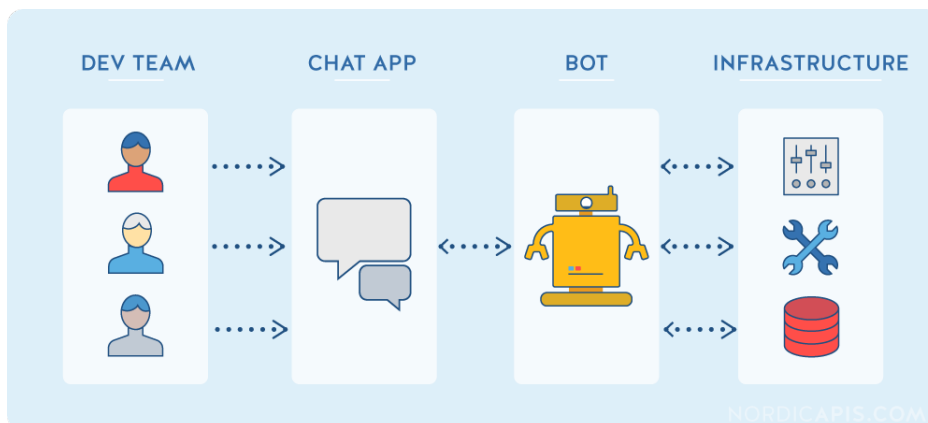 DEV TEAM
CHAT APP
BOT
INFRASTRUCTURE
NORDICAPIS.COM